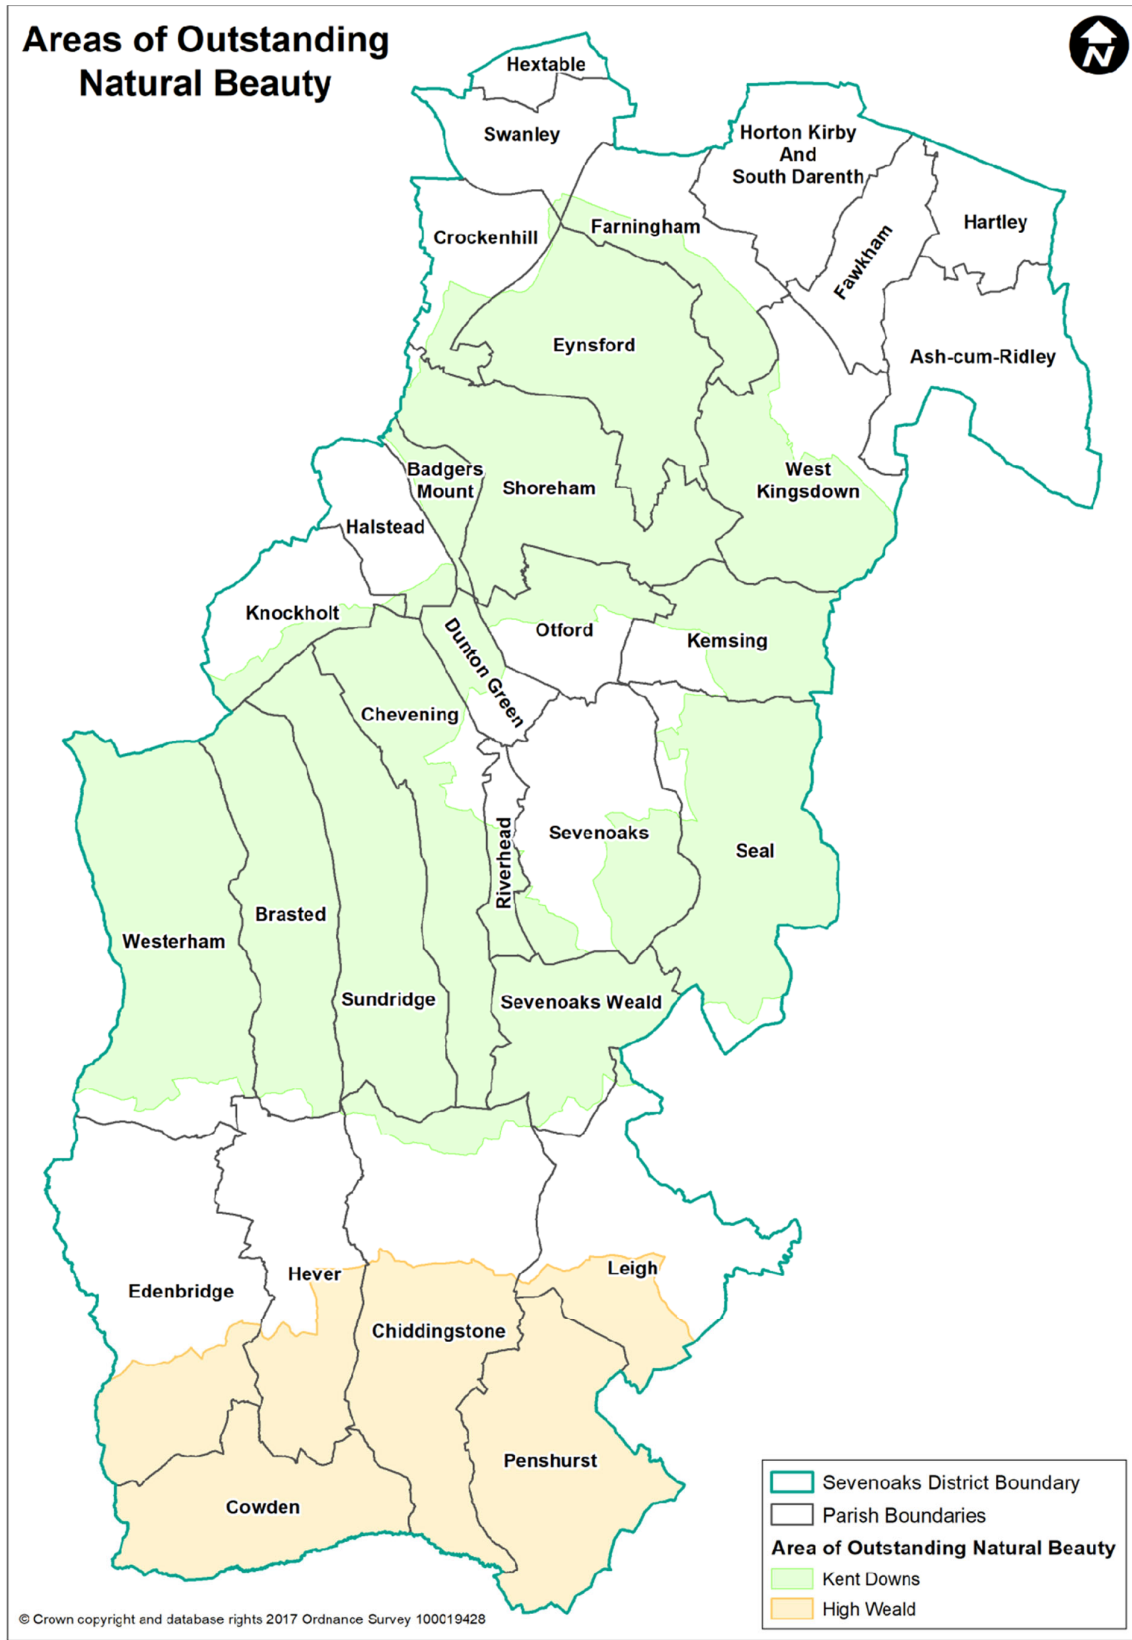 Areas of Outstanding
Natural Beauty
N
Hextable
Swanley
Horton Kirby
And
South Darenth
Crockenhill
Farningham
Hartley
Fawkham
Eynsford
Ash-cum-Ridley
Badgers
Mount
Shoreham
West
Kingsdown
Halstead
Knockholt
Otford
Kemsing
Dunton Green
Chevening
Riverhead
Sevenoaks
Seal
Brasted
Westerham
Sundridge
Sevenoaks Weald
Edenbridge
Hever
Leigh
Chiddingstone
Penshurst
Cowden
Sevenoaks District Boundary
Parish Boundaries
Area of Outstanding Natural Beauty
Kent Downs
High Weald
© Crown copyright and database rights 2017 Ordnance Survey 100019428